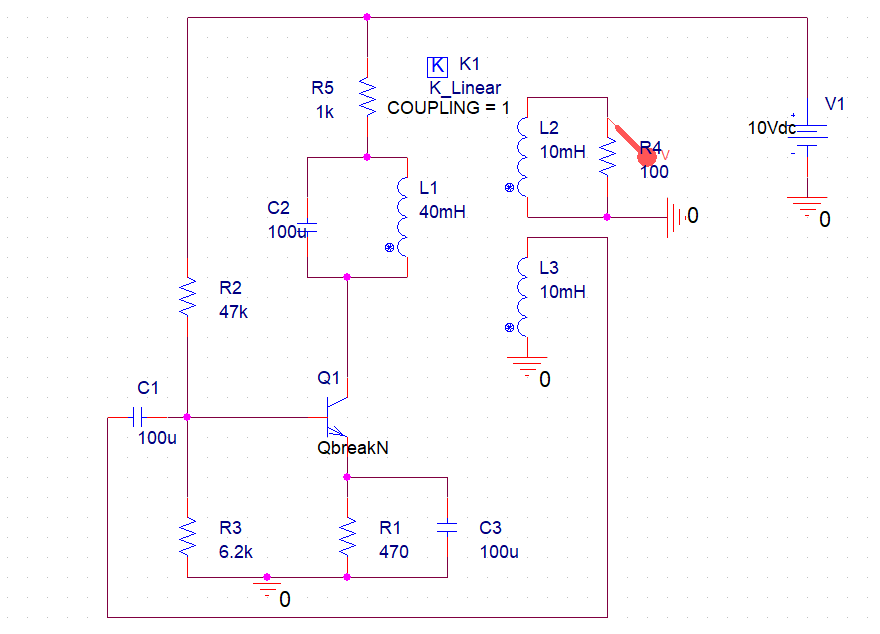 K K1
K_Linear
COUPLING = 1
R5
1k
V1
10Vdc
+
-
L2
10mH
R4
100
V
0
0
C2
100u
L1
40mH
L3
10mH
0
R2
47k
Q1
QbreakN
C1
100u
R3
6.2k
R1
470
C3
100u
0